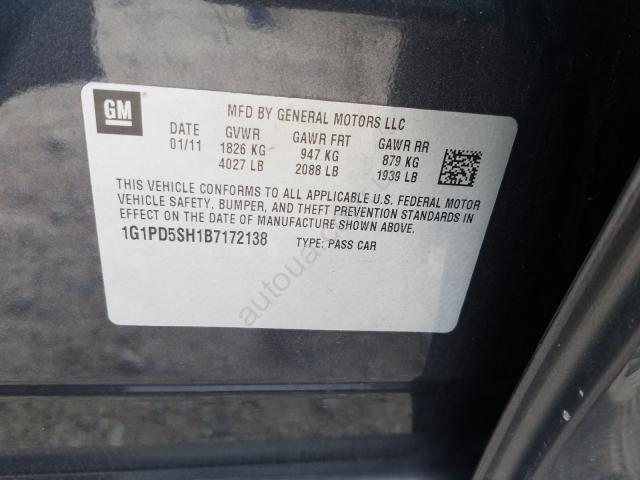 GM
MFD BY GENERAL MOTORS LLC
DATE GVWR GAWR FRT GAWR RR
01/11 1826 KG 947 KG 879 KG
4027 LB 2088 LB 1939 LB
THIS VEHICLE CONFORMS TO ALL APPLICABLE U.S. FEDERAL MOTOR
VEHICLE SAFETY, BUMPER, AND THEFT PREVENTION STANDARDS IN
EFFECT ON THE DATE OF MANUFACTURE SHOWN ABOVE.
1G1PD5SH1B7172138 TYPE: PASS CAR